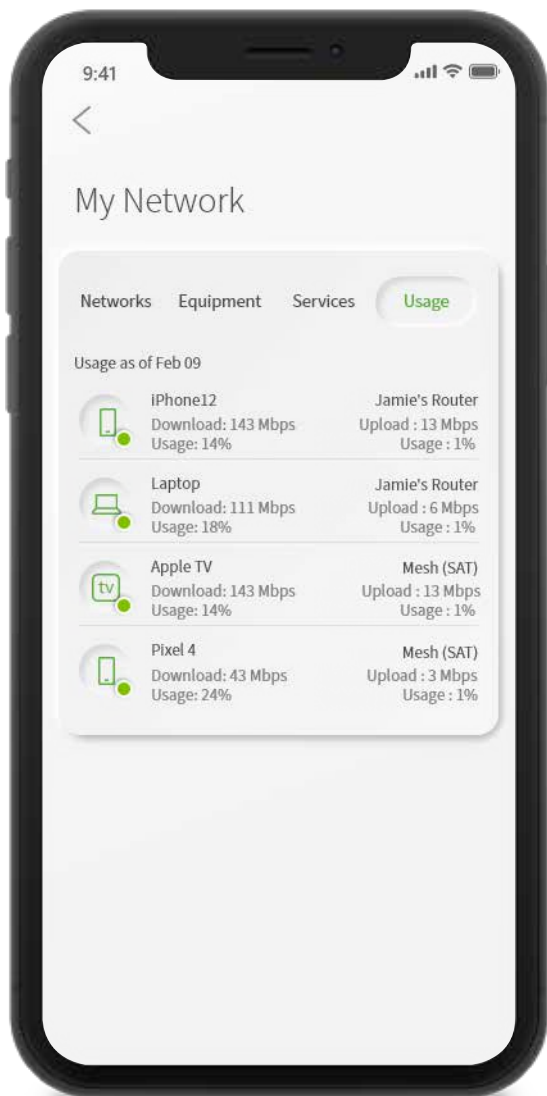 9:41
My Network
Networks Equipment Services Usage
Usage as of Feb 09
iPhone12 Jamie's Router
Download: 143 Mbps Upload : 13 Mbps
Usage: 14% Usage : 1%
Laptop Jamie's Router
Download: 111 Mbps Upload : 6 Mbps
Usage: 18% Usage : 1%
Apple TV Mesh (SAT)
tv Download: 143 Mbps Upload : 13 Mbps
Usage: 14% Usage : 1%
Pixel 4 Mesh (SAT)
Download: 43 Mbps Upload : 3 Mbps
Usage: 24% Usage : 1%